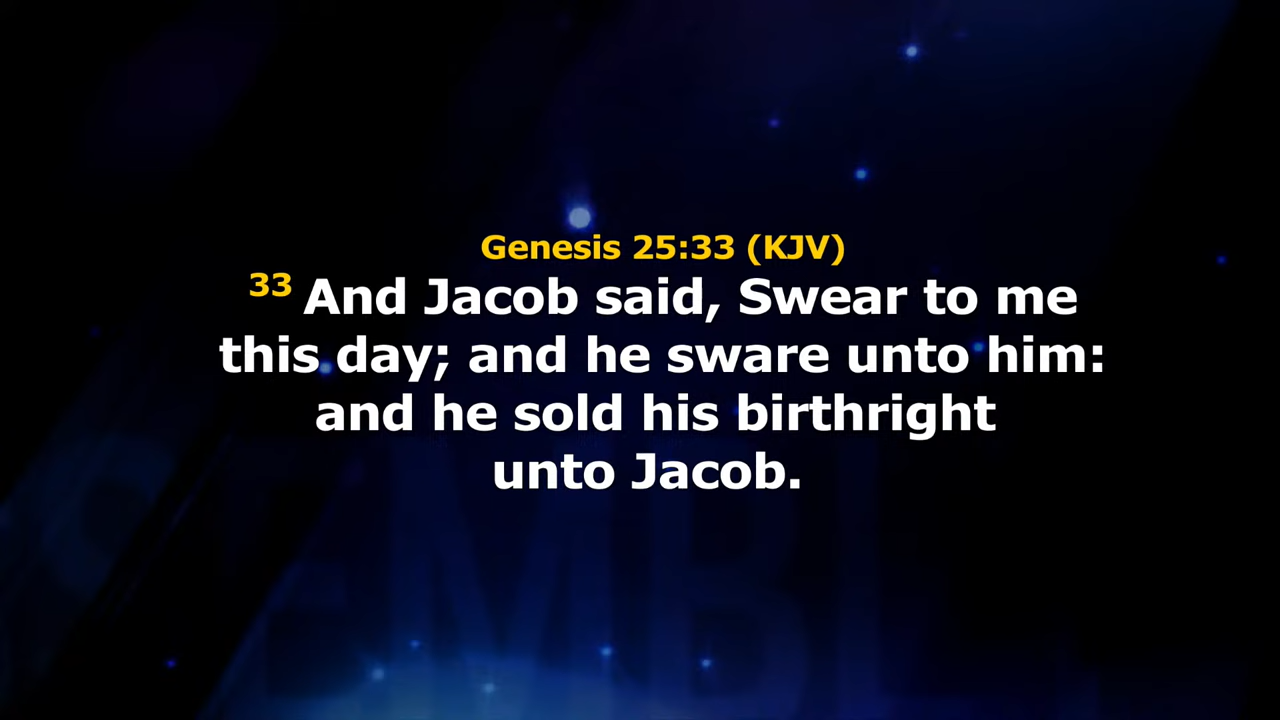 Genesis 25:33 (KJV)
33 And Jacob said, Swear to me
this day; and he sware unto him:
and he sold his birthright
unto Jacob.